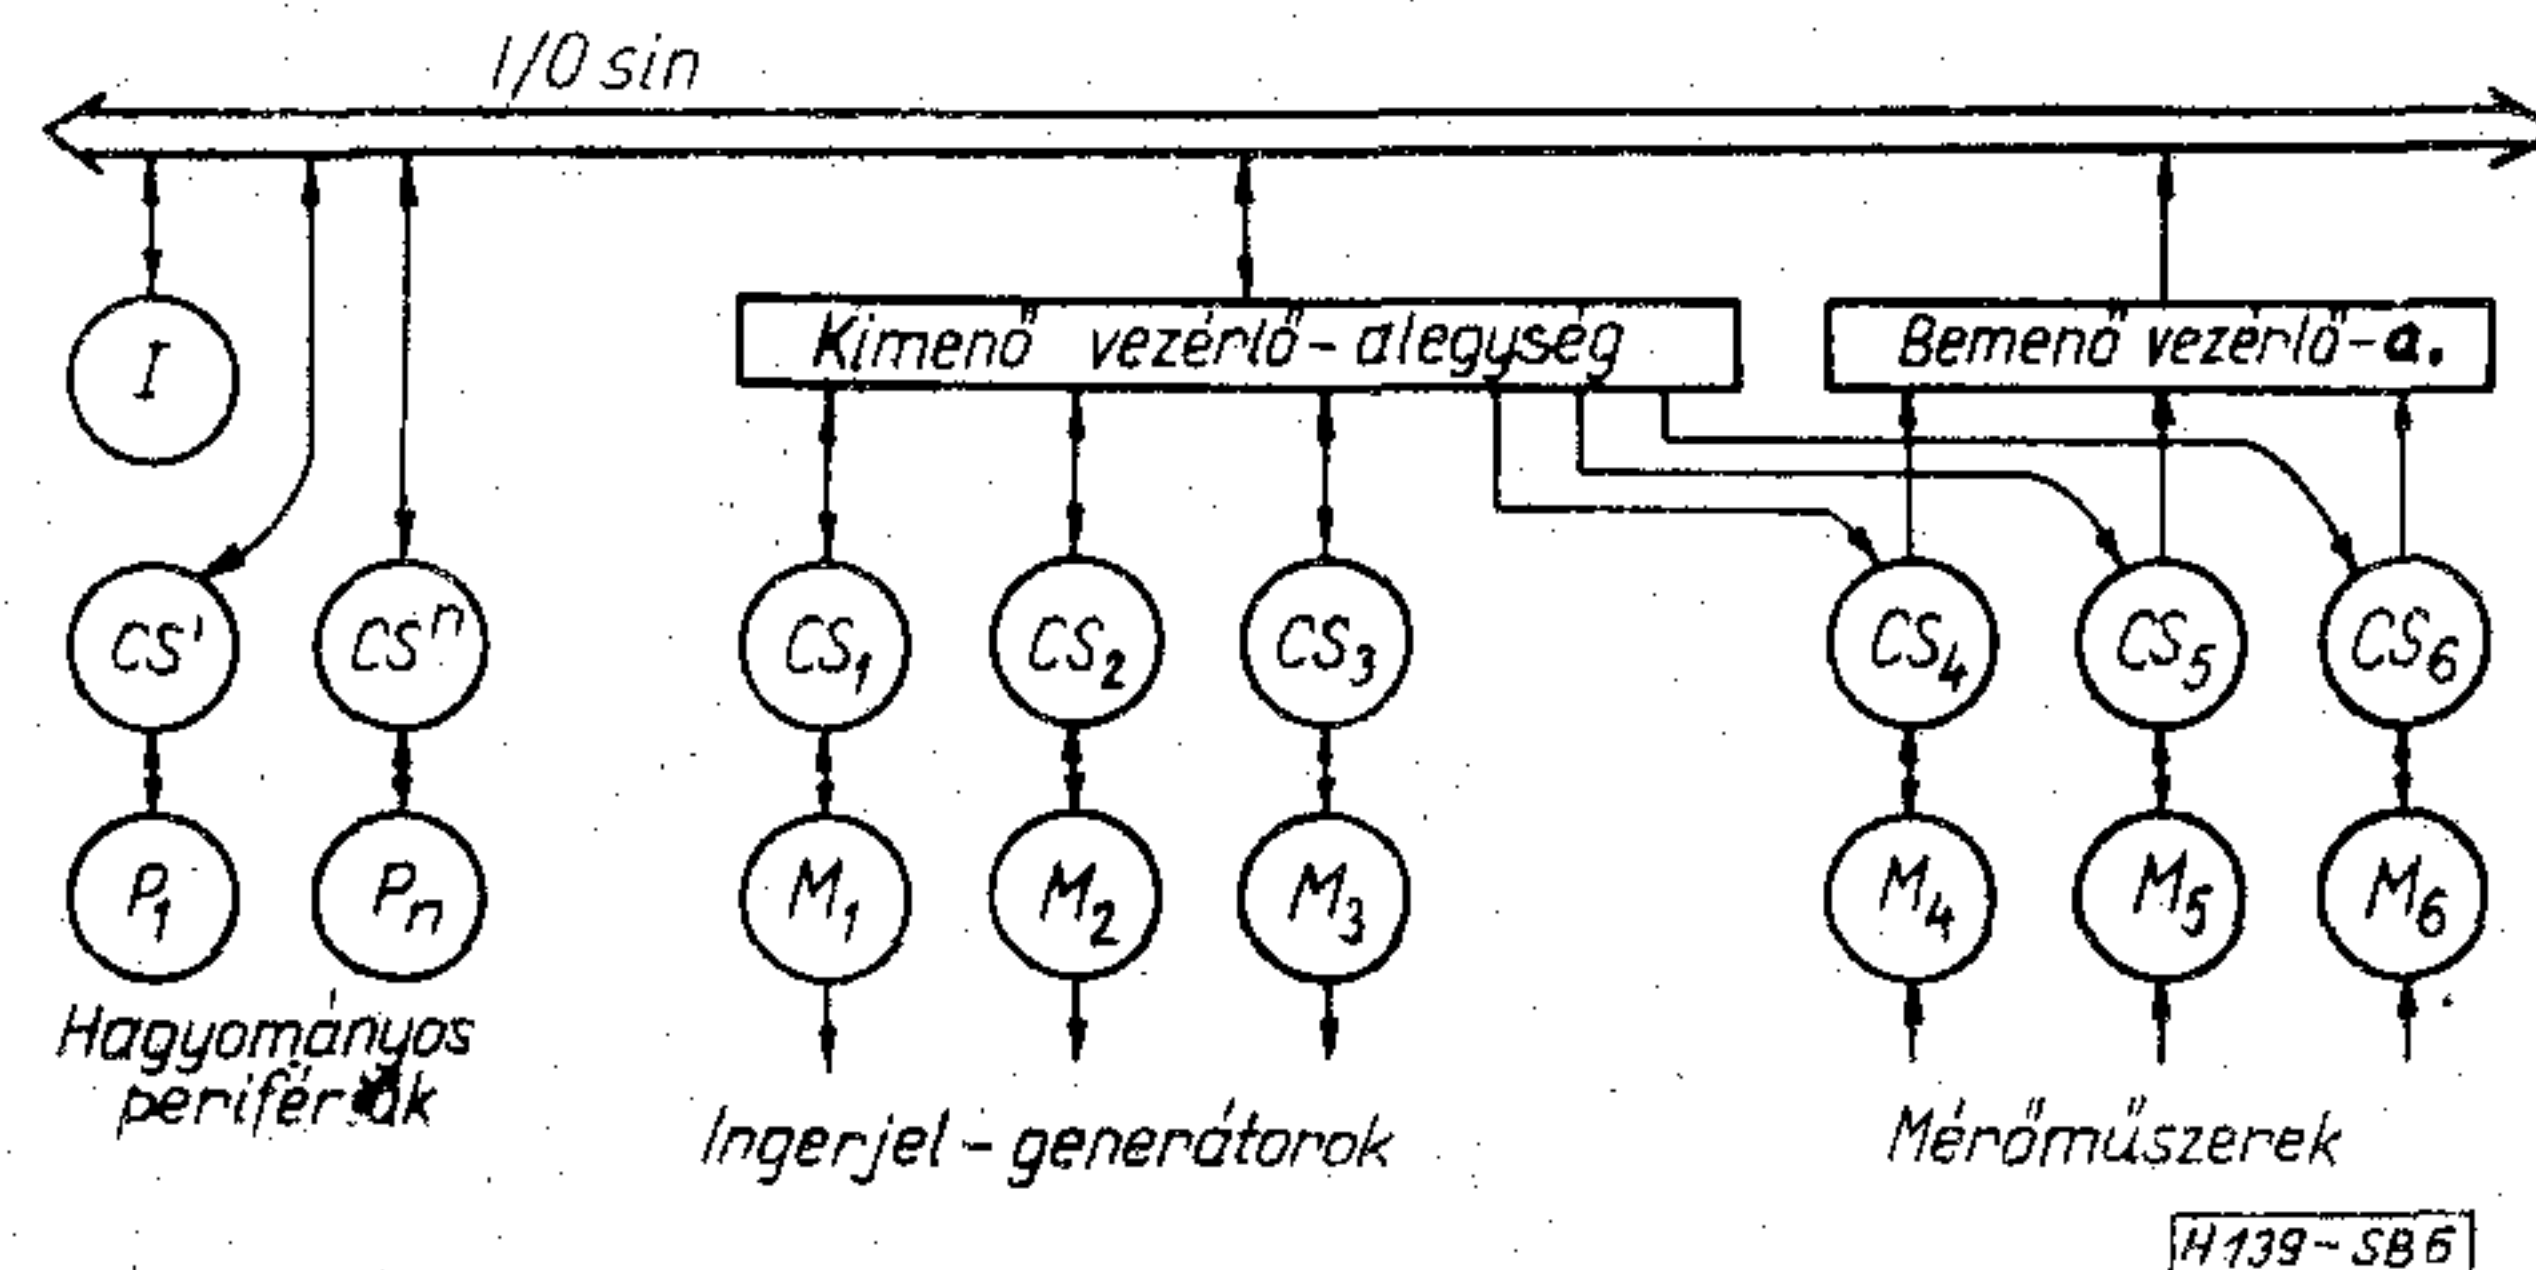 I/O sin
I
Kimenő vezérlő-alegység
Bemenő vezérlő-a.
CS'
CSⁿ
CS₁
CS₂
CS₃
CS₄
CS₅
CS₆
P₁
Pₙ
M₁
M₂
M₃
M₄
M₅
M₆
Hagyományos
perifériák
Ingerjel-generátorok
Mérőműszerek
H139-SB6